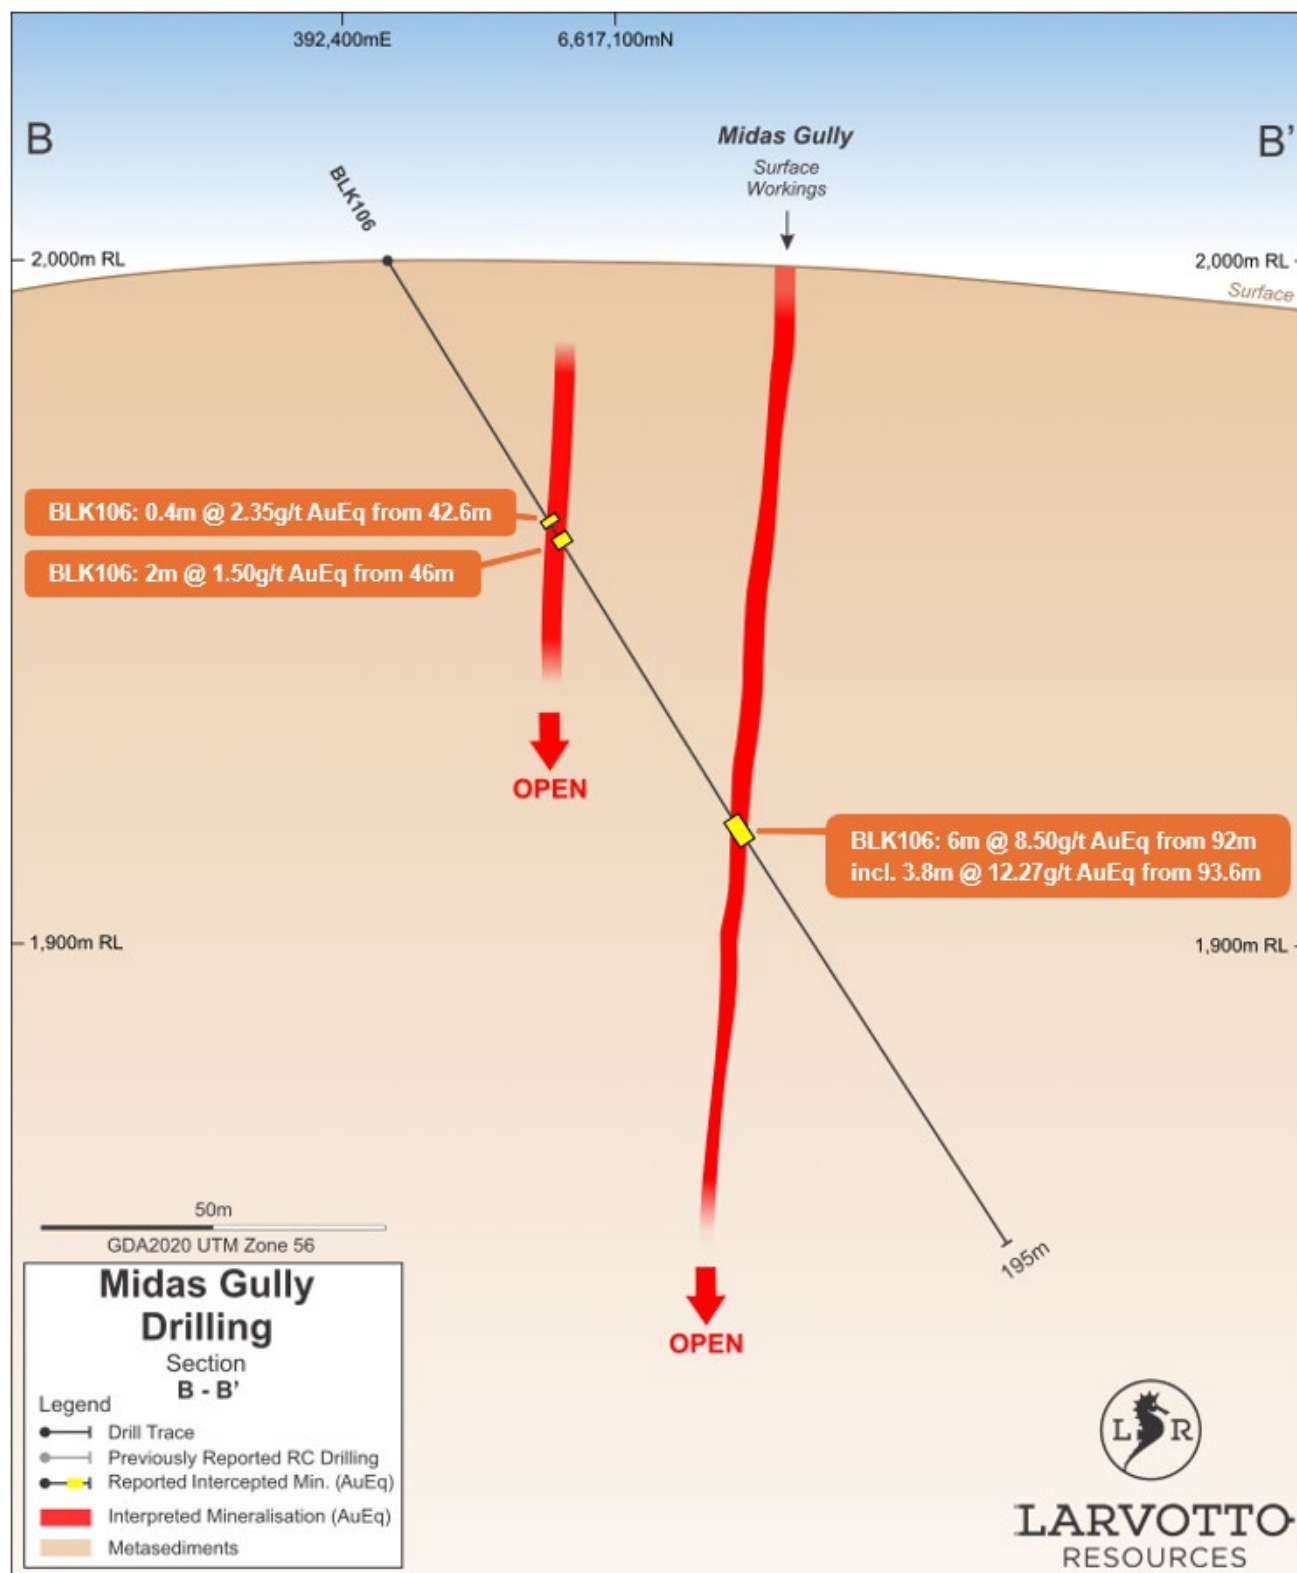 392,400mE
6,617,100mN
B
B'
Midas Gully
Surface
Workings
BLK106
2,000m RL
2,000m RL
Surface
BLK106: 0.4m @ 2.35g/t AuEq from 42.6m
BLK106: 2m @ 1.50g/t AuEq from 46m
OPEN
BLK106: 6m @ 8.50g/t AuEq from 92m
incl. 3.8m @ 12.27g/t AuEq from 93.6m
1,900m RL
1,900m RL
50m
GDA2020 UTM Zone 56
195m
OPEN
Midas Gully
Drilling
Section
B - B'
Legend
Drill Trace
Previously Reported RC Drilling
Reported Intercepted Min. (AuEq)
Interpreted Mineralisation (AuEq)
Metasediments
L R
LARVOTTO
RESOURCES